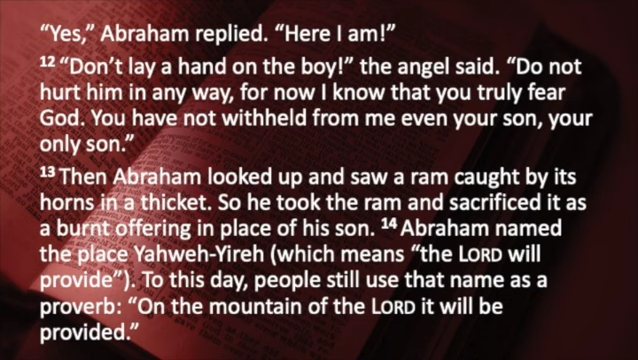 “Yes,” Abraham replied. “Here I am!”
12 “Don’t lay a hand on the boy!” the angel said. “Do not
hurt him in any way, for now I know that you truly fear
God. You have not withheld from me even your son, your
only son.”
13 Then Abraham looked up and saw a ram caught by its
horns in a thicket. So he took the ram and sacrificed it as
a burnt offering in place of his son. 14 Abraham named
the place Yahweh-Yireh (which means “the LORD will
provide”). To this day, people still use that name as a
proverb: “On the mountain of the LORD it will be
provided.”